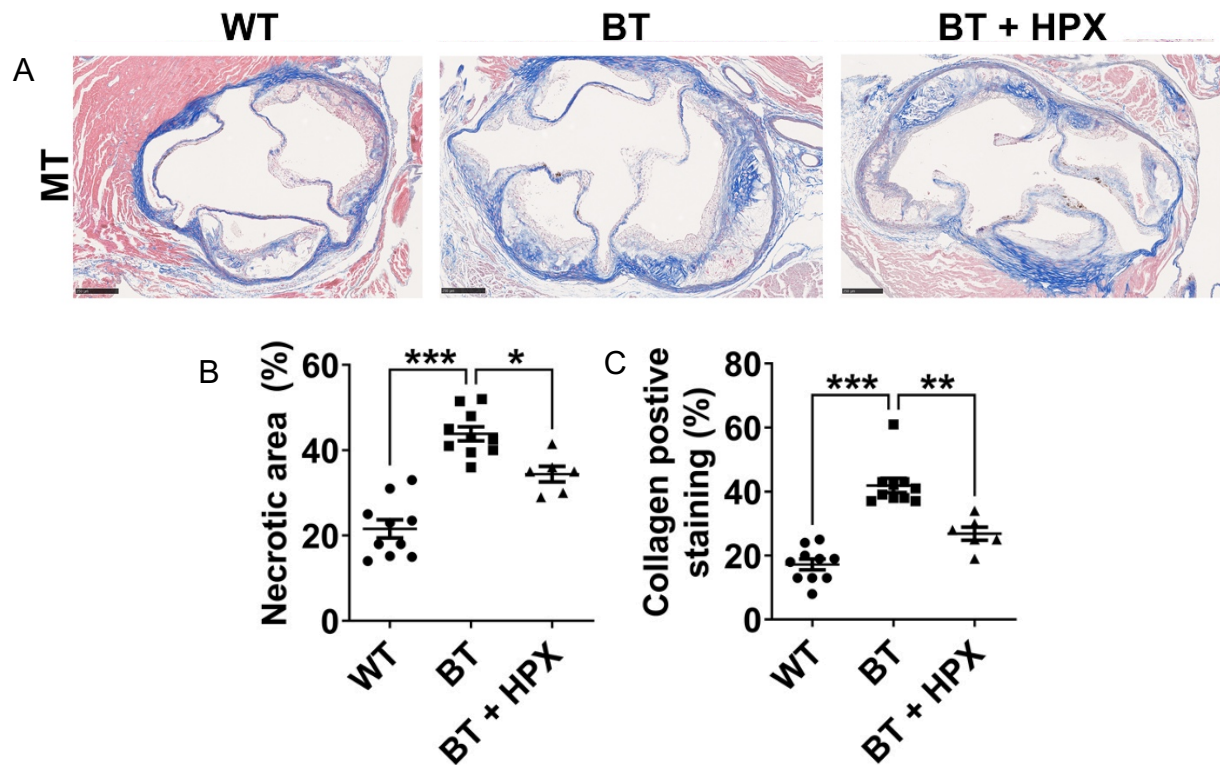 WT BT BT + HPX
A
MT
B
Necrotic area (%)
60
40
20
0
*** *
WT BT BT + HPX
C
Collagen postive
staining (%)
80
60
40
20
0
*** **
WT BT BT + HPX